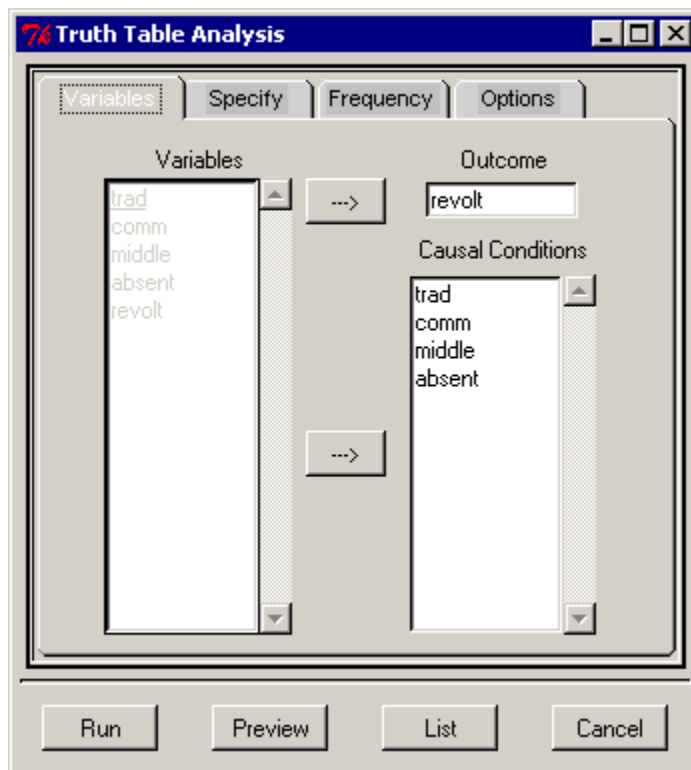 Truth Table Analysis
Variables Specify Frequency Options
Variables
trad
comm
middle
absent
revolt
--->
--->
Outcome
revolt
Causal Conditions
trad
comm
middle
absent
Run Preview List Cancel